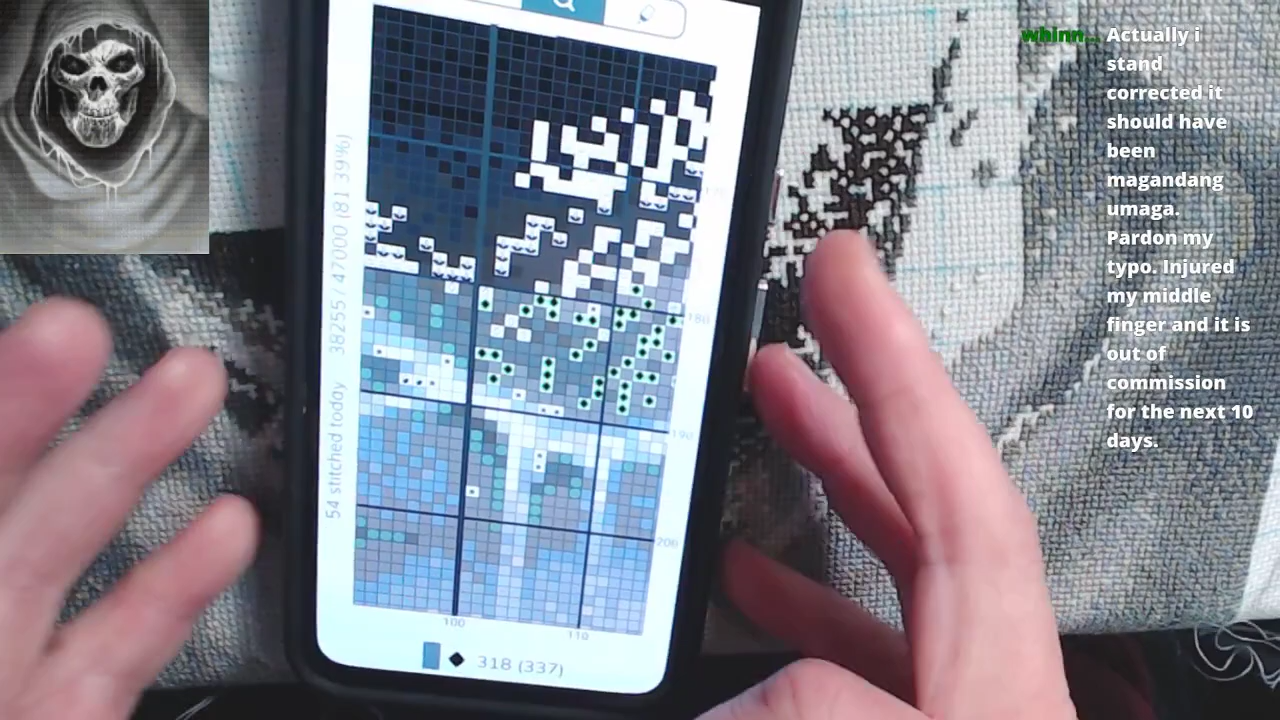 whinn... Actually i
stand
corrected it
should have
been
magandang
umaga.
Pardon my
typo. Injured
my middle
finger and it is
out of
commission
for the next 10
days.
54 stitched today 38255 / 47000 (81.39%)
180
190
200
100 110
318 (337)